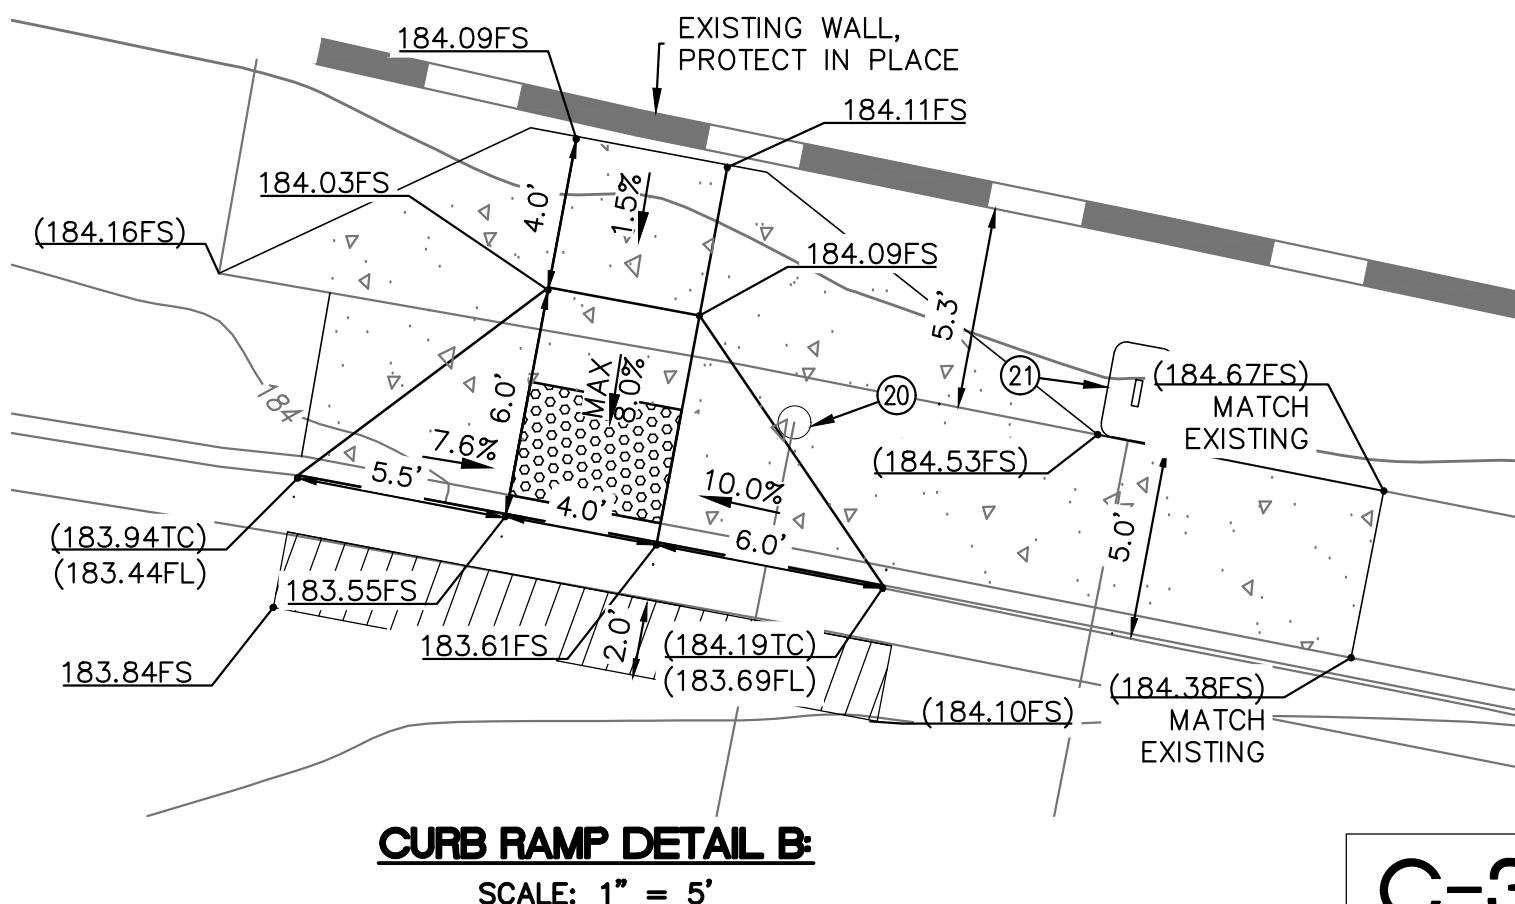 184.09FS
EXISTING WALL,
PROTECT IN PLACE
184.11FS
184.03FS
4.0'
1.5%
(184.16FS)
184.09FS
5.3'
MAX
8.0%
6.0'
20
21
(184.67FS)
MATCH
EXISTING
184
7.6%
5.5'
4.0'
10.0%
6.0'
(184.53FS)
5.0'
(183.94TC)
(183.44FL)
183.55FS
183.61FS
2.0'
(184.19TC)
(183.69FL)
183.84FS
(184.10FS)
(184.38FS)
MATCH
EXISTING
CURB RAMP DETAIL B:
SCALE: 1" = 5'